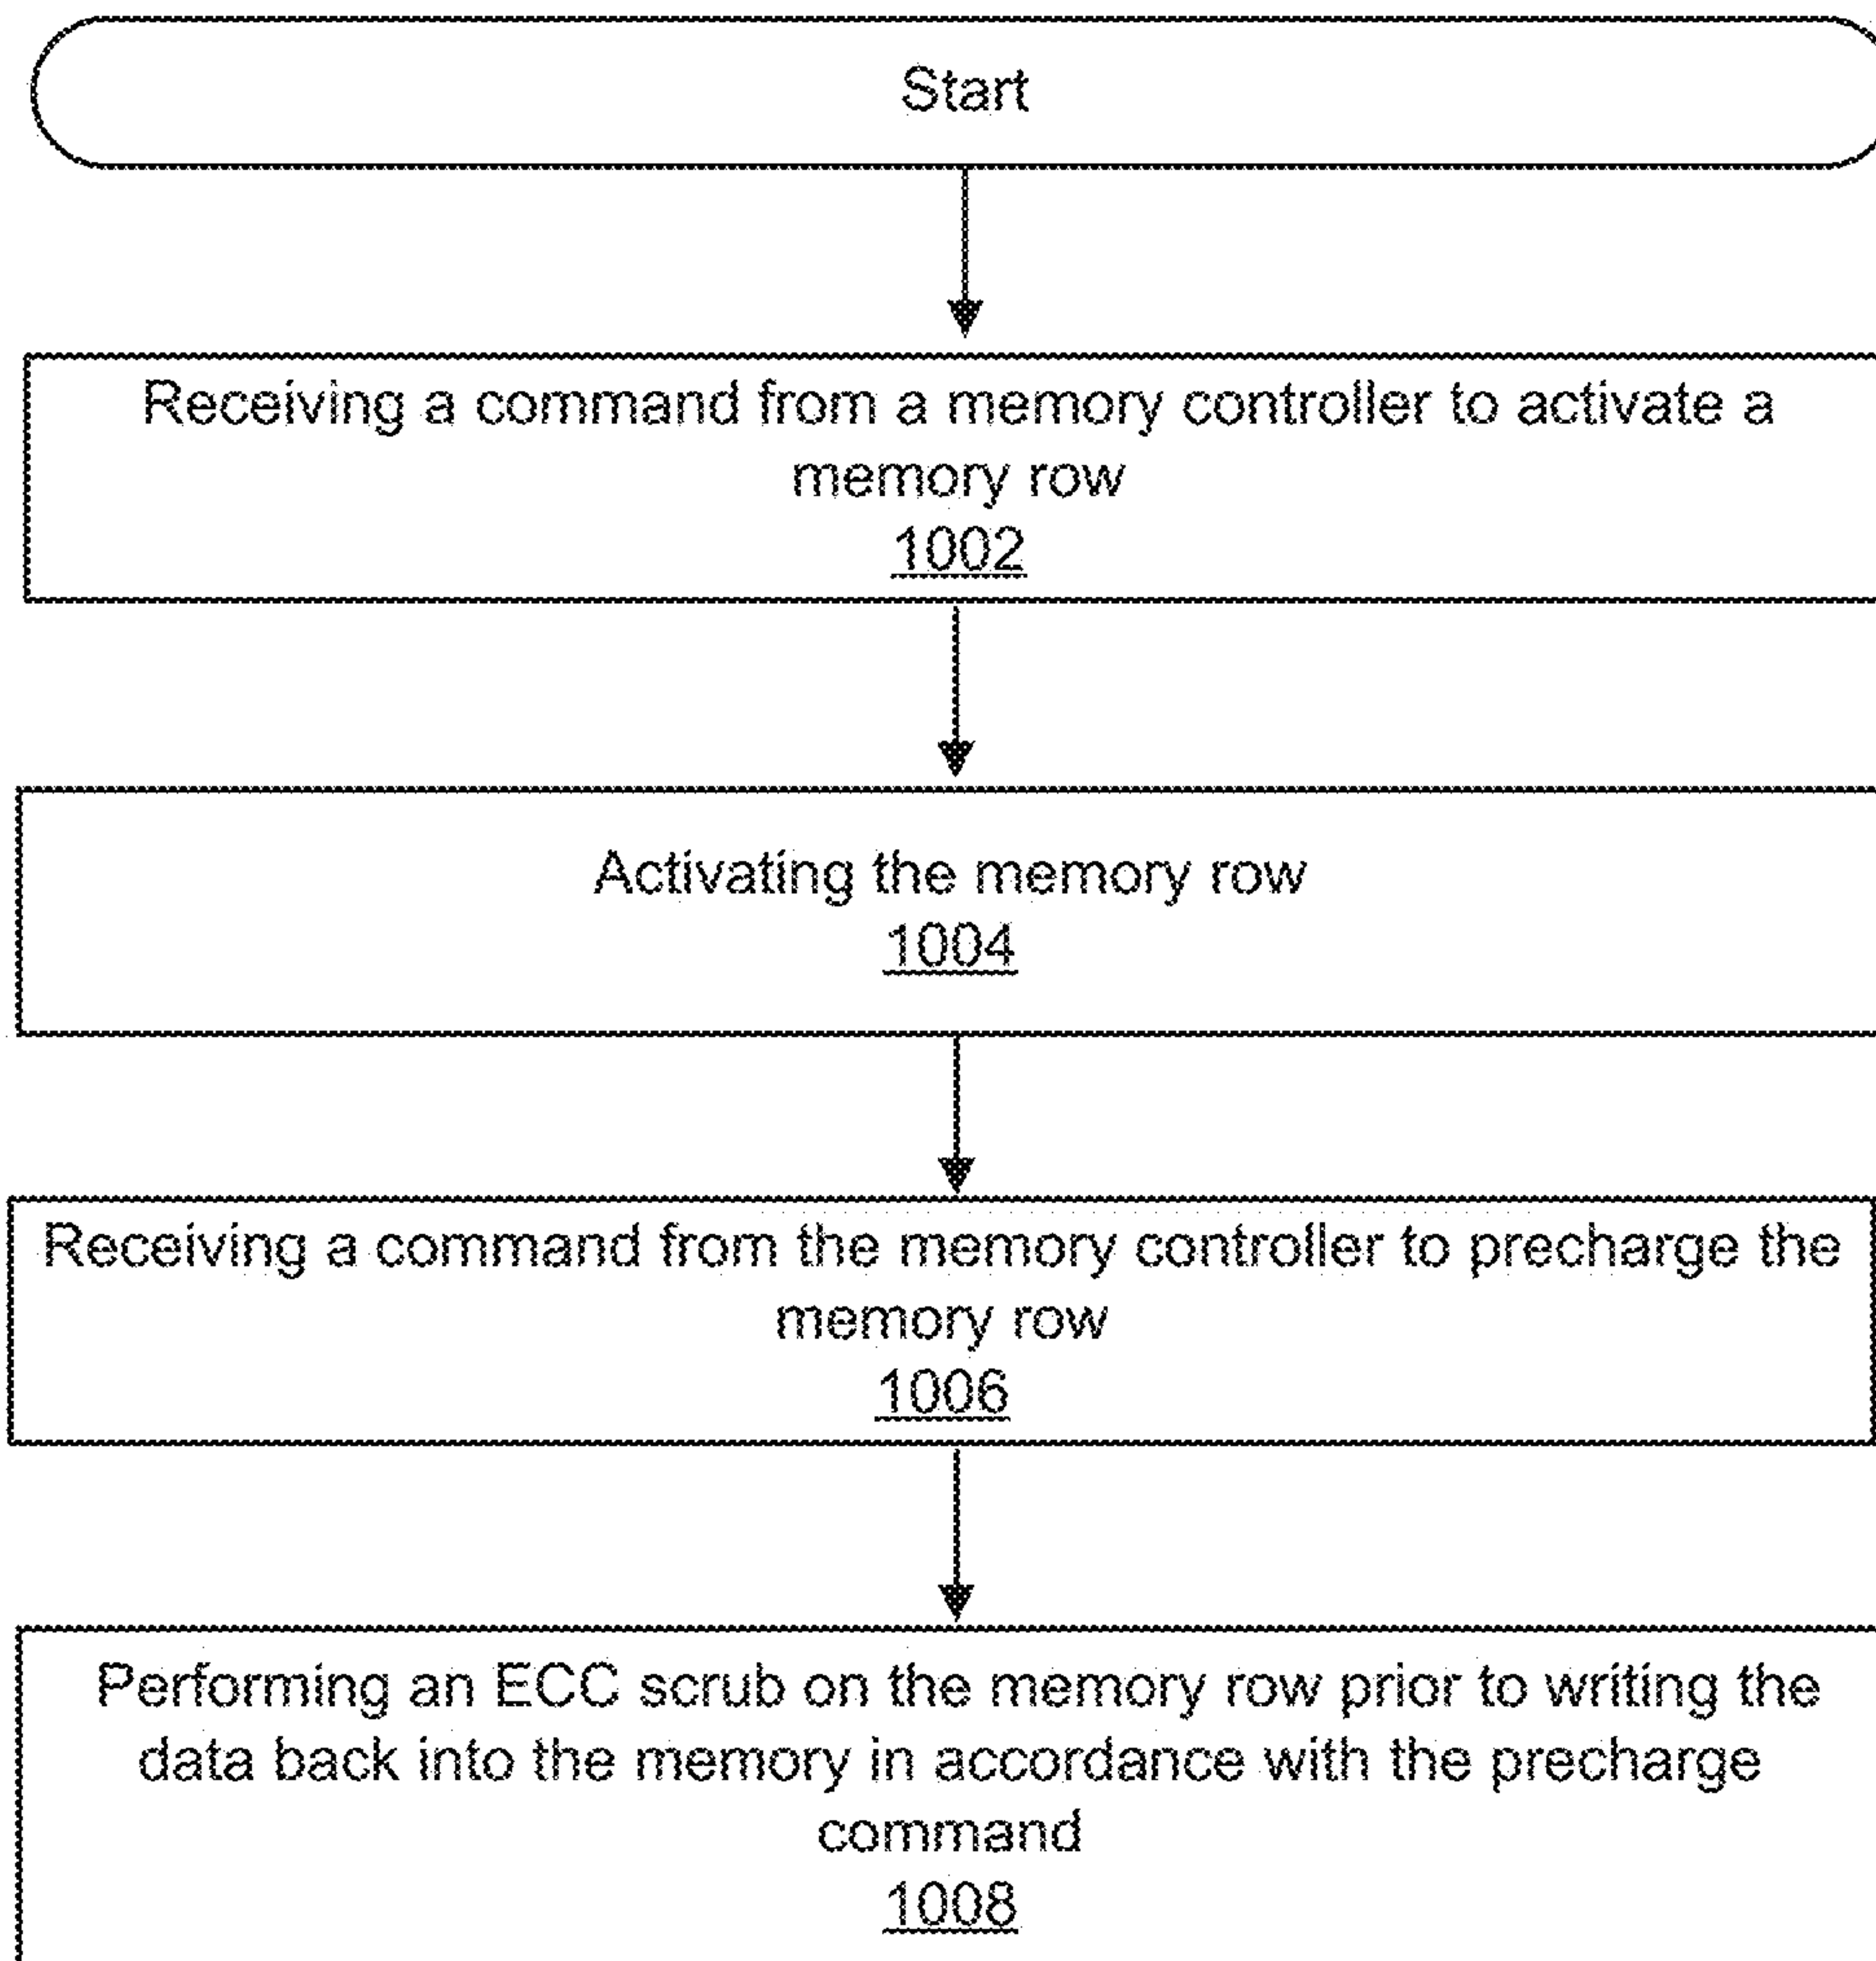 Start
Receiving a command from a memory controller to activate a
memory row
1002
Activating the memory row
1004
Receiving a command from the memory controller to precharge the
memory row
1006
Performing an ECC scrub on the memory row prior to writing the
data back into the memory in accordance with the precharge
command
1008